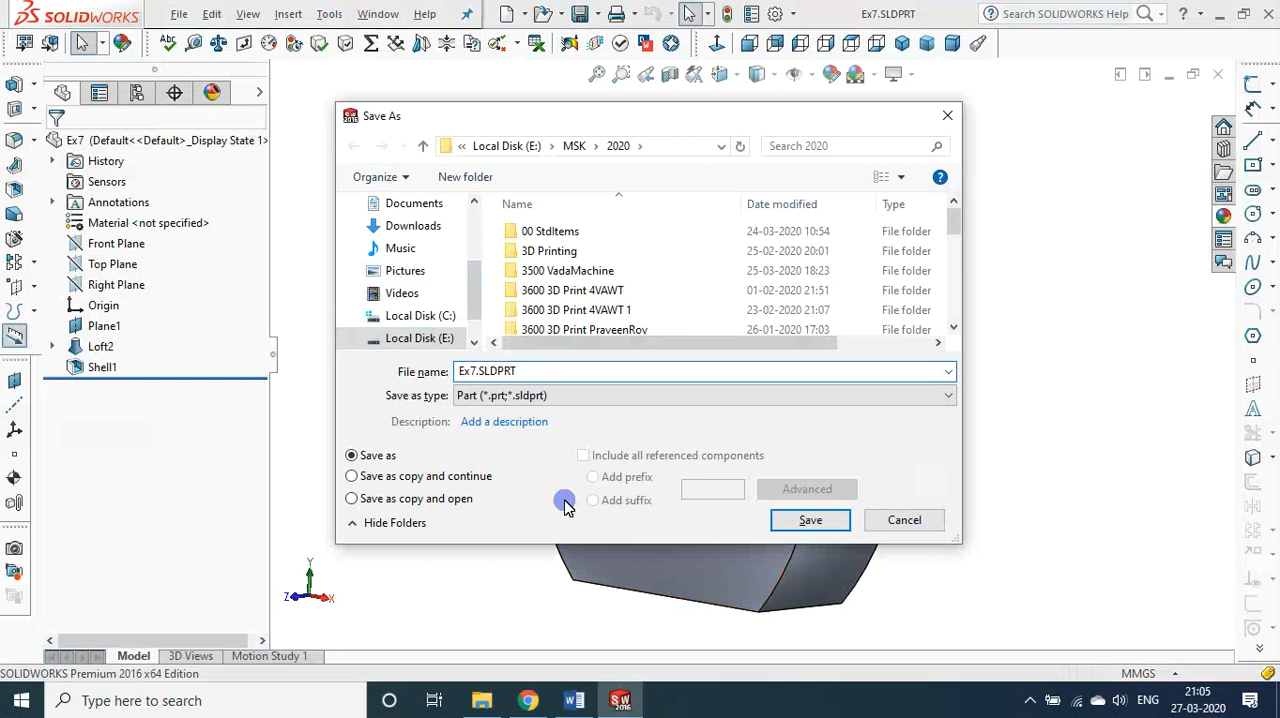 SOLIDWORKS File Edit View Insert Tools Window Help Ex7.SLDPRT Search SOLIDWORKS Help
Ex7 (Default<<Default>_Display State 1>
History
Sensors
Annotations
Material <not specified>
Front Plane
Top Plane
Right Plane
Origin
Plane1
Loft2
Shell1
Save As
Local Disk (E:) MSK 2020 Search 2020
Organize New folder
Documents
Downloads
Music
Pictures
Videos
Local Disk (C:)
Local Disk (E:)
Name Date modified Type
00 StdItems 24-03-2020 10:54 File folder
3D Printing 25-02-2020 20:01 File folder
3500 VadaMachine 25-03-2020 18:23 File folder
3600 3D Print 4VAWT 01-02-2020 21:51 File folder
3600 3D Print 4VAWT 1 23-02-2020 21:07 File folder
3600 3D Print PraveenRoy 26-01-2020 17:03 File folder
File name: Ex7.SLDPRT
Save as type: Part (*.prt;*.sldprt)
Description: Add a description
Save as
Save as copy and continue
Save as copy and open
Include all referenced components
Add prefix
Add suffix
Advanced
Hide Folders
Save Cancel
Y
Z X
Model 3D Views Motion Study 1
SOLIDWORKS Premium 2016 x64 Edition MMGS
Type here to search
ENG
21:05
27-03-2020